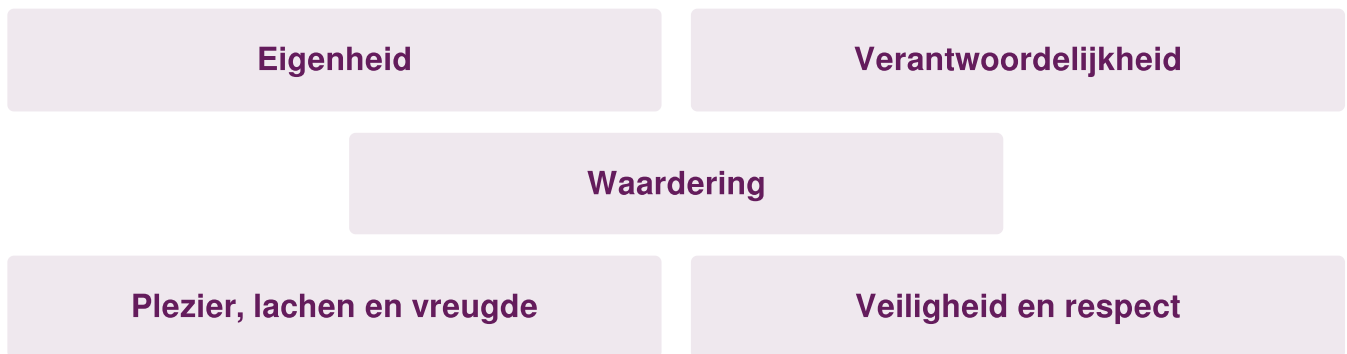 Eigenheid
Verantwoordelijkheid
Waardering
Plezier, lachen en vreugde
Veiligheid en respect